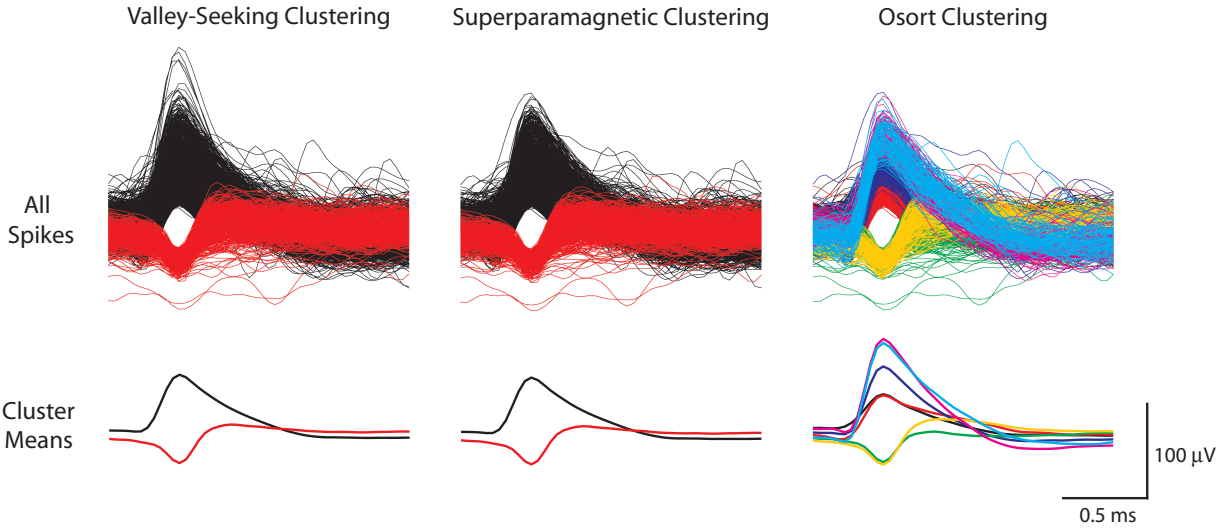 Valley-Seeking Clustering
Superparamagnetic Clustering
Osort Clustering
All
Spikes
Cluster
Means
100 μV
0.5 ms